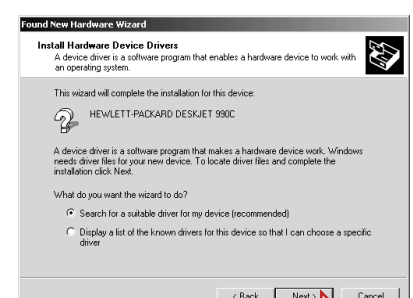 Found New Hardware Wizard
Install Hardware Device Drivers
A device driver is a software program that enables a hardware device to work with
an operating system.
This wizard will complete the installation for this device:
HEWLETT-PACKARD DESKJET 990C
A device driver is a software program that makes a hardware device work. Windows
needs driver files for your new device. To locate driver files and complete the
installation click Next.
What do you want the wizard to do?
Search for a suitable driver for my device (recommended)
Display a list of the known drivers for this device so that I can choose a specific
driver
< Back Next > Cancel